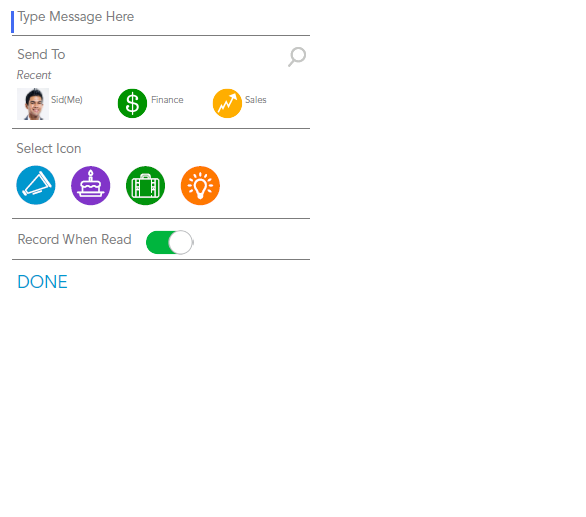 Type Message Here
Send To
Recent
Sid(Me) Finance Sales
Select Icon
Record When Read
DONE